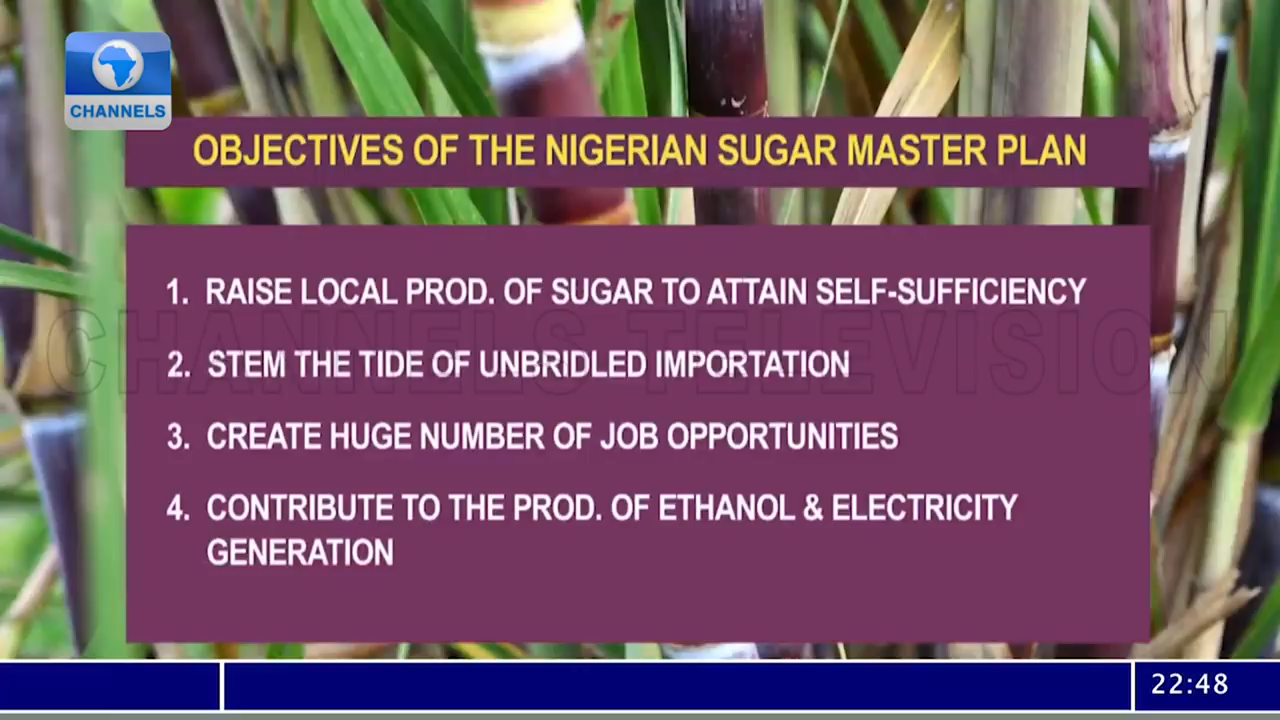 CHANNELS
OBJECTIVES OF THE NIGERIAN SUGAR MASTER PLAN
1. RAISE LOCAL PROD. OF SUGAR TO ATTAIN SELF-SUFFICIENCY
CHANNELS TELEVISION
2. STEM THE TIDE OF UNBRIDLED IMPORTATION
3. CREATE HUGE NUMBER OF JOB OPPORTUNITIES
4. CONTRIBUTE TO THE PROD. OF ETHANOL & ELECTRICITY
GENERATION
22:48